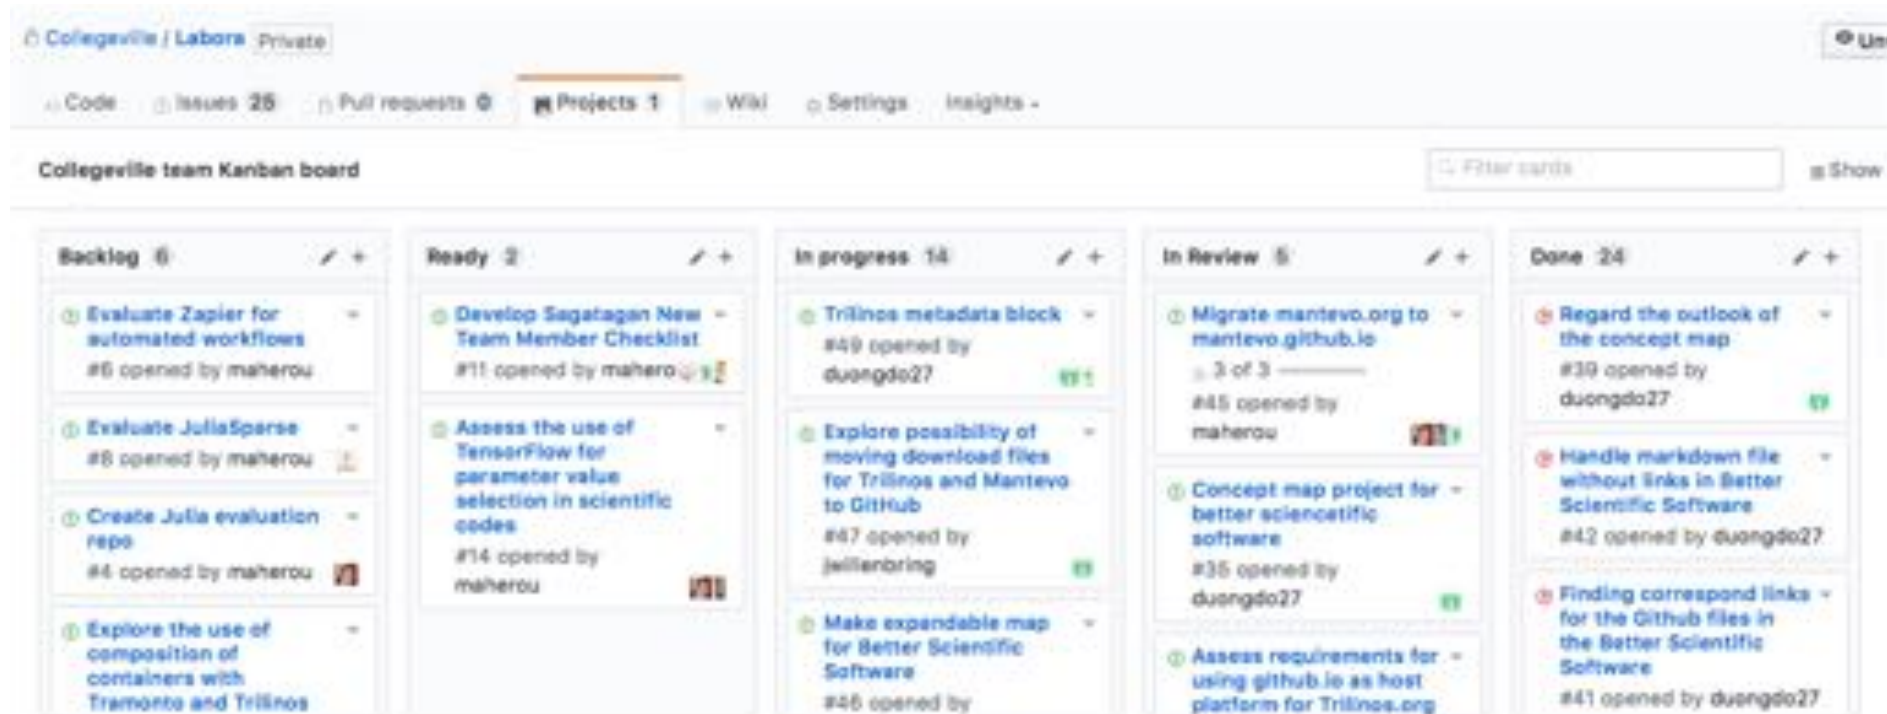 Collegeville / Labora Private
Code Issues 25 Pull requests 0 Projects 1 Wiki Settings Insights
Collegeville team Kanban board
Filter cards
Show
Backlog 6
Evaluate Zapier for
automated workflows
#6 opened by maherou
Evaluate JuliaSparse
#8 opened by maherou
Create Julia evaluation
repo
#4 opened by maherou
Explore the use of
composition of
containers with
Tramonto and Trilinos
Ready 2
Develop Sagatagan New
Team Member Checklist
#11 opened by mahero
Assess the use of
TensorFlow for
parameter value
selection in scientific
codes
#14 opened by
maherou
In progress 14
Trilinos metadata block
#49 opened by
duongdo27
Explore possibility of
moving download files
for Trilinos and Mantevo
to GitHub
#47 opened by
jwillenbring
Make expandable map
for Better Scientific
Software
#46 opened by
In Review 5
Migrate mantevo.org to
mantevo.github.io
3 of 3
#45 opened by
maherou
Concept map project for
better sciencetific
software
#35 opened by
duongdo27
Assess requirements for
using github.io as host
platform for Trilinos.org
Done 24
Regard the outlook of
the concept map
#39 opened by
duongdo27
Handle markdown file
without links in Better
Scientific Software
#42 opened by duongdo27
Finding correspond links
for the Github files in
the Better Scientific
Software
#41 opened by duongdo27